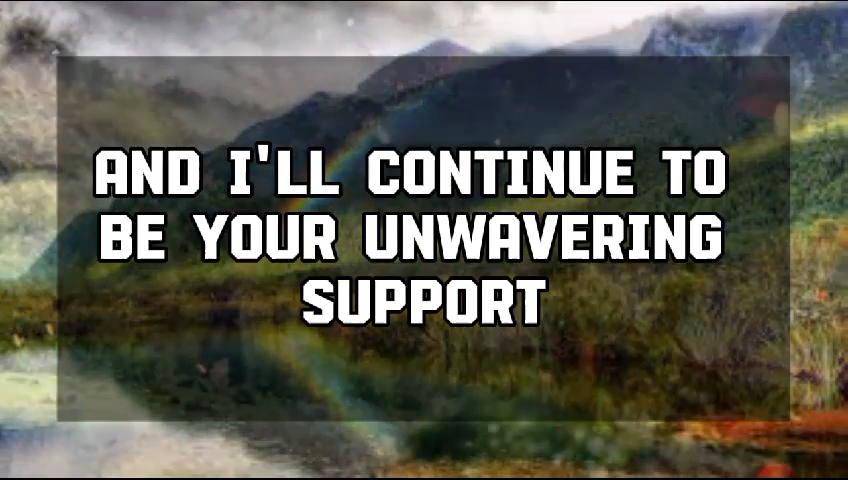 AND I'LL CONTINUE TO
BE YOUR UNWAVERING
SUPPORT